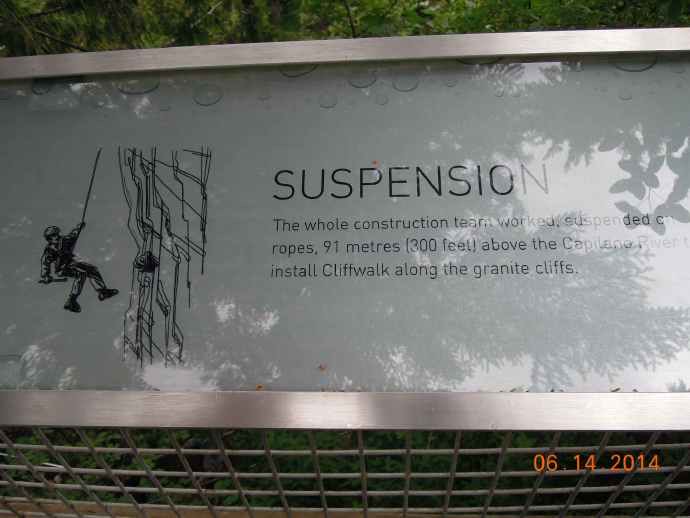 SUSPENSION
The whole construction team worked, suspended on
ropes, 91 metres (300 feet) above the Capilano River to
install Cliffwalk along the granite cliffs.
06.14.2014